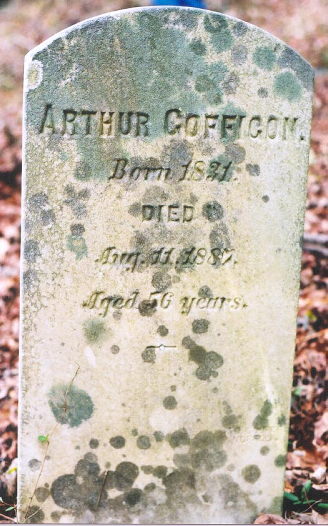 ARTHUR GOFFIGON.
Born 1831.
DIED
Aug. 11. 1887.
Aged 56 years.